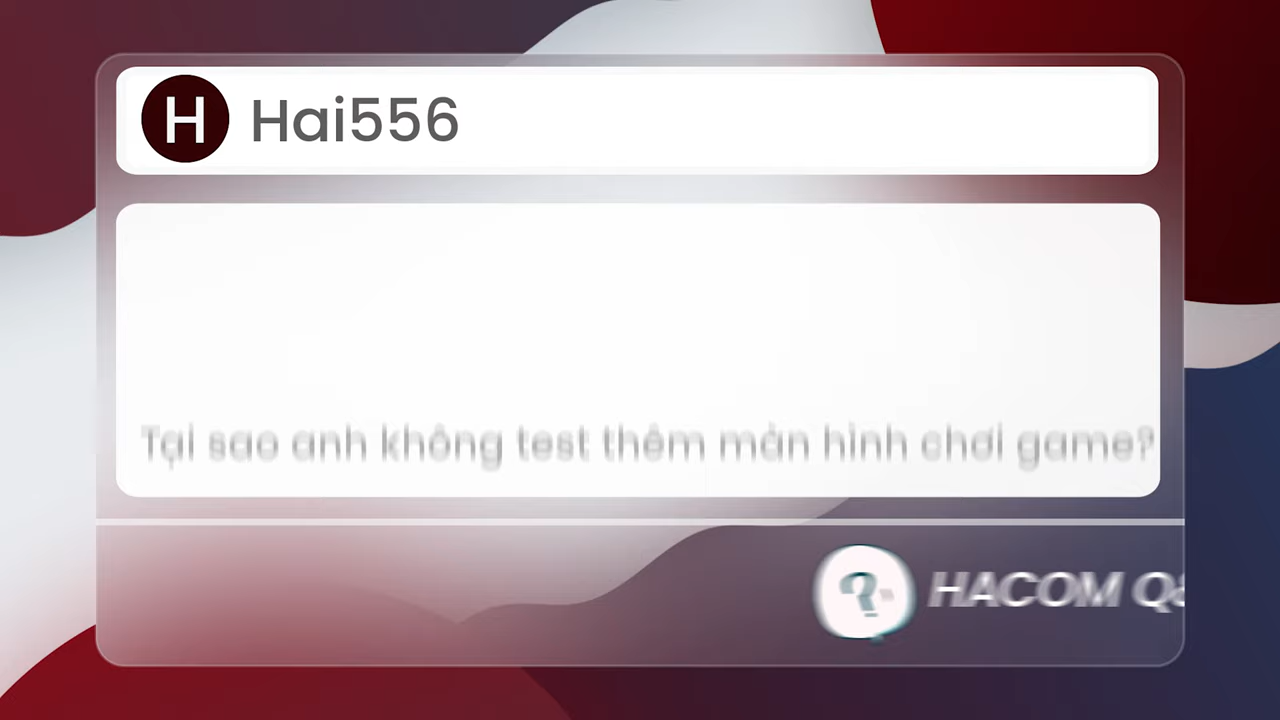 H Hai556
Tại sao anh không test thêm màn hình chơi game?
HACOM Q&